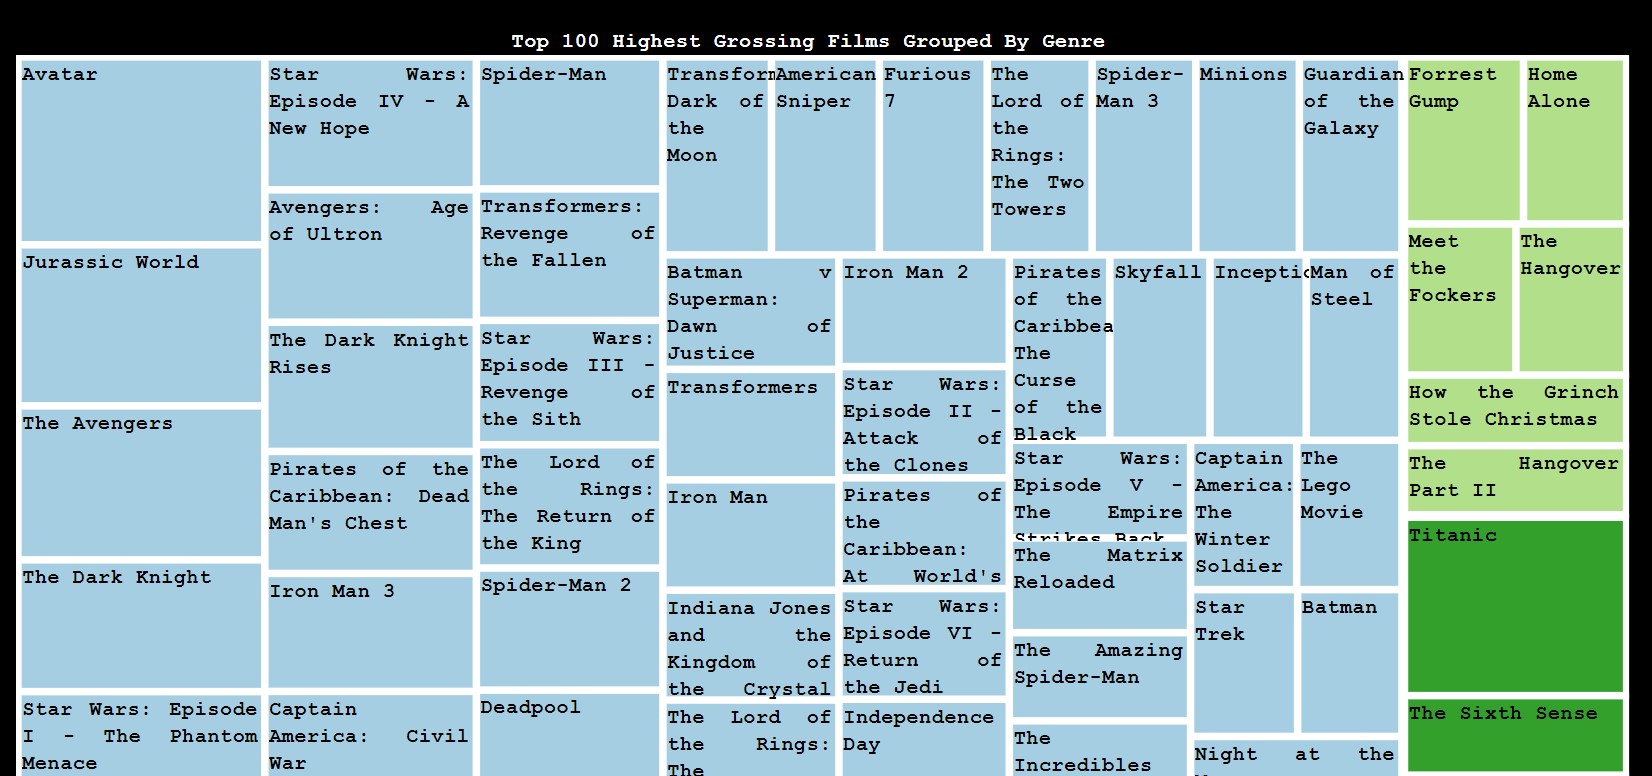 Top 100 Highest Grossing Films Grouped By Genre
Avatar
Jurassic World
The Avengers
The Dark Knight
Star Wars: Episode
I - The Phantom
Menace
Star Wars:
Episode IV - A
New Hope
Avengers: Age
of Ultron
The Dark Knight
Rises
Pirates of the
Caribbean: Dead
Man's Chest
Iron Man 3
Captain
America: Civil
War
Spider-Man
Transformers:
Revenge of
the Fallen
Star Wars:
Episode III -
Revenge of
the Sith
The Lord of
the Rings:
The Return of
the King
Spider-Man 2
Deadpool
Transform
Dark of
the
Moon
American
Sniper
Furious
7
The
Lord of
the
Rings:
The Two
Towers
Spider-
Man 3
Minions
Guardian
of the
Galaxy
Batman v
Superman:
Dawn of
Justice
Transformers
Iron Man
Indiana Jones
and the
Kingdom of
the Crystal
The Lord of
the Rings:
The
Iron Man 2
Star Wars:
Episode II -
Attack of
the Clones
Pirates of
the
Caribbean:
At World's
Star Wars:
Episode VI -
Return of
the Jedi
Independence
Day
Pirates
of the
Caribbea
The
Curse
of the
Black
Skyfall
Inceptio
Man of
Steel
Star Wars:
Episode V -
The Empire
Strikes Back
The Matrix
Reloaded
The Amazing
Spider-Man
The
Incredibles
Captain
America:
The
Winter
Soldier
The
Lego
Movie
Star
Trek
Batman
Night at the
Forrest
Gump
Home
Alone
Meet
the
Fockers
The
Hangover
How the Grinch
Stole Christmas
The Hangover
Part II
Titanic
The Sixth Sense